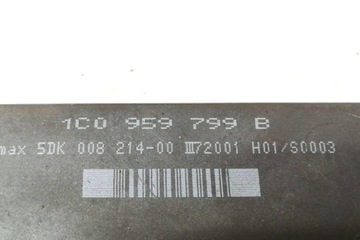 1C0 959 799 B
max 5DK 008 214-00 III72001 H01/S0003